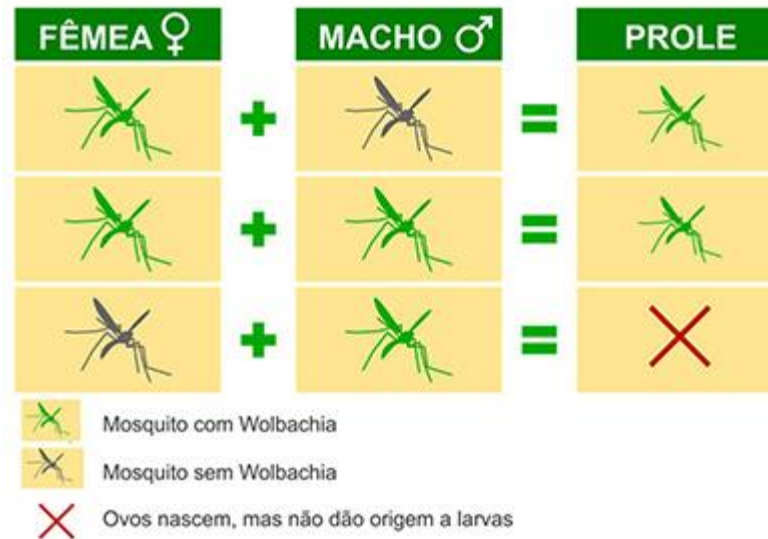 FÊMEA ♀ MACHO ♂ PROLE
+ =
+ =
+ =
Mosquito com Wolbachia
Mosquito sem Wolbachia
Ovos nascem, mas não dão origem a larvas